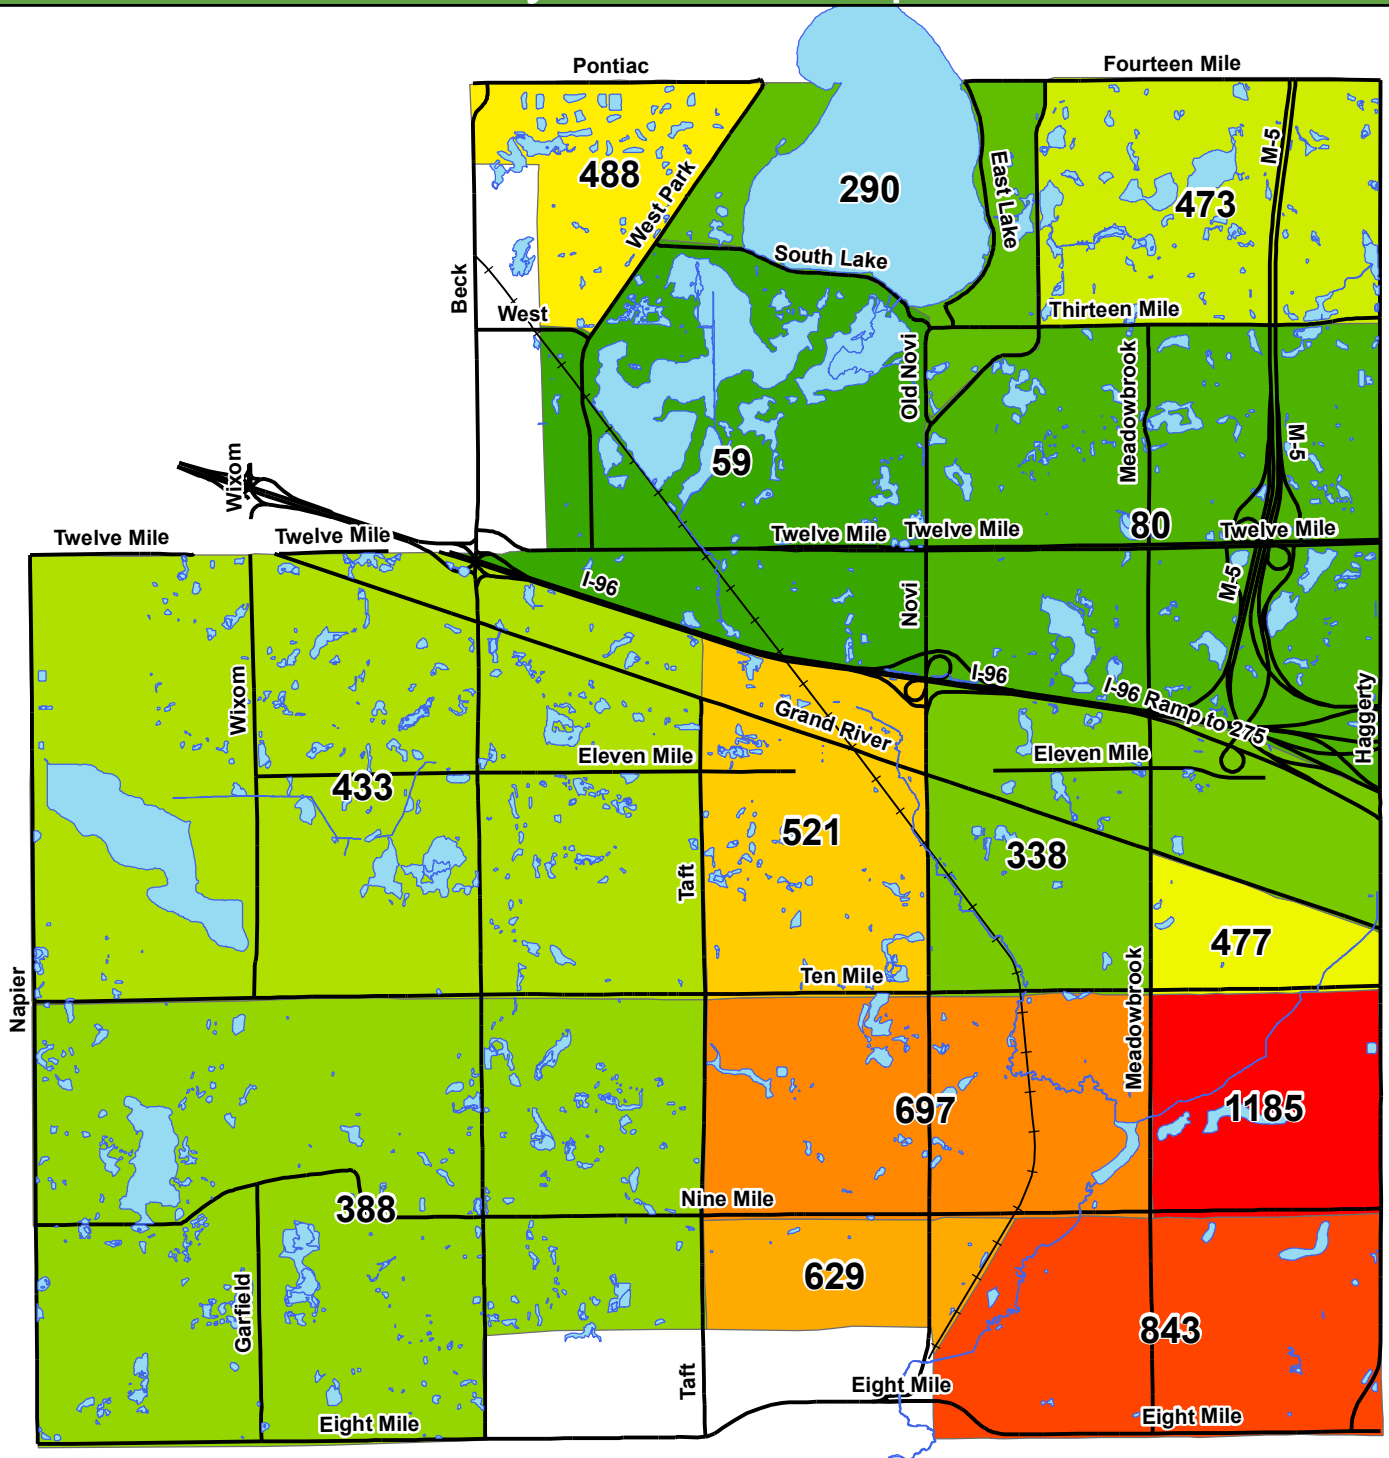 Pontiac
Fourteen Mile
M-5
488
West Park
290
East Lake
473
South Lake
Beck
West
Thirteen Mile
Old Novi
Meadowbrook
M-5
59
Wixom
80
Twelve Mile
Twelve Mile
Twelve Mile
Twelve Mile
Twelve Mile
I-96
M-5
Novi
I-96
I-96 Ramp to 275
Haggerty
Wixom
Grand River
Eleven Mile
Eleven Mile
433
521
338
Taft
477
Ten Mile
Meadowbrook
Napier
697
1185
Nine Mile
388
629
Garfield
843
Taft
Eight Mile
Eight Mile
Eight Mile